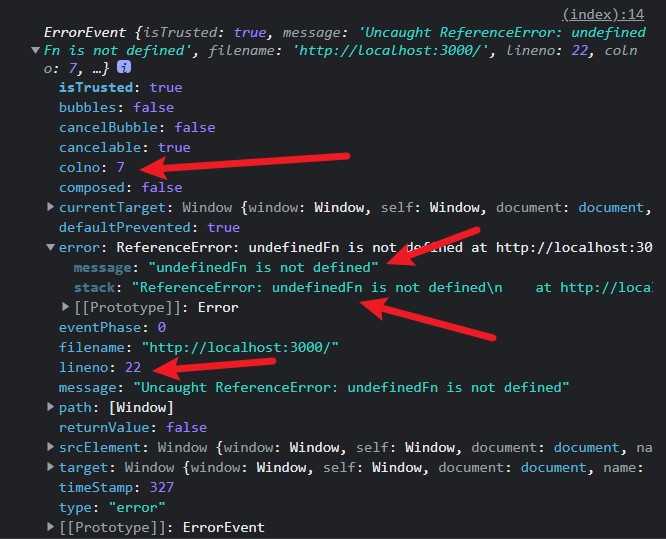 (index):14
ErrorEvent {isTrusted: true, message: 'Uncaught ReferenceError: undefined
▼Fn is not defined', filename: 'http://localhost:3000/', lineno: 22, coln
o: 7, …} i
isTrusted: true
bubbles: false
cancelBubble: false
cancelable: true
colno: 7
composed: false
▶currentTarget: Window {window: Window, self: Window, document: document,
defaultPrevented: true
▼error: ReferenceError: undefinedFn is not defined at http://localhost:30
message: "undefinedFn is not defined"
stack: "ReferenceError: undefinedFn is not defined\n    at http://local
▶[[Prototype]]: Error
eventPhase: 0
filename: "http://localhost:3000/"
lineno: 22
message: "Uncaught ReferenceError: undefinedFn is not defined"
▶path: [Window]
returnValue: false
▶srcElement: Window {window: Window, self: Window, document: document, na
▶target: Window {window: Window, self: Window, document: document, name:
timeStamp: 327
type: "error"
▶[[Prototype]]: ErrorEvent